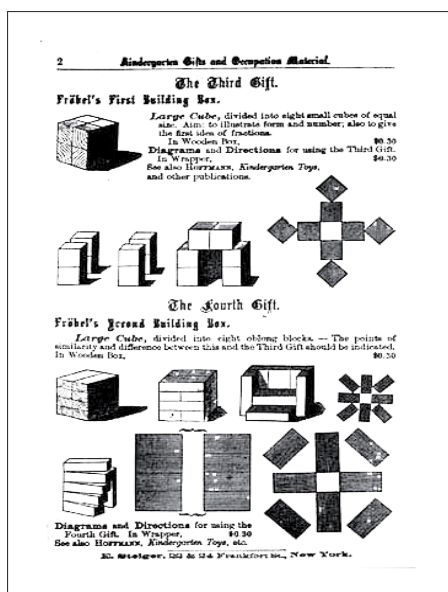 2 Kindergarten Gifts and Occupation Material.
The Third Gift.
Fröbel's First Building Box.
Large Cube, divided into eight small cubes of equal
size. Aim: to illustrate form and number; also to give
the first idea of fractions.
In Wooden Box, $0.30
Diagrams and Directions for using the Third Gift.
In Wrapper, $0.30
See also HOFFMANN, Kindergarten Toys,
and other publications.
The Fourth Gift.
Fröbel's Second Building Box.
Large Cube, divided into eight oblong blocks. — The points of
similarity and difference between this and the Third Gift should be indicated.
In Wooden Box, $0.30
Diagrams and Directions for using the
Fourth Gift. In Wrapper, $0.30
See also HOFFMANN, Kindergarten Toys, etc.
E. Steiger, 22 & 24 Frankfort St., New York.